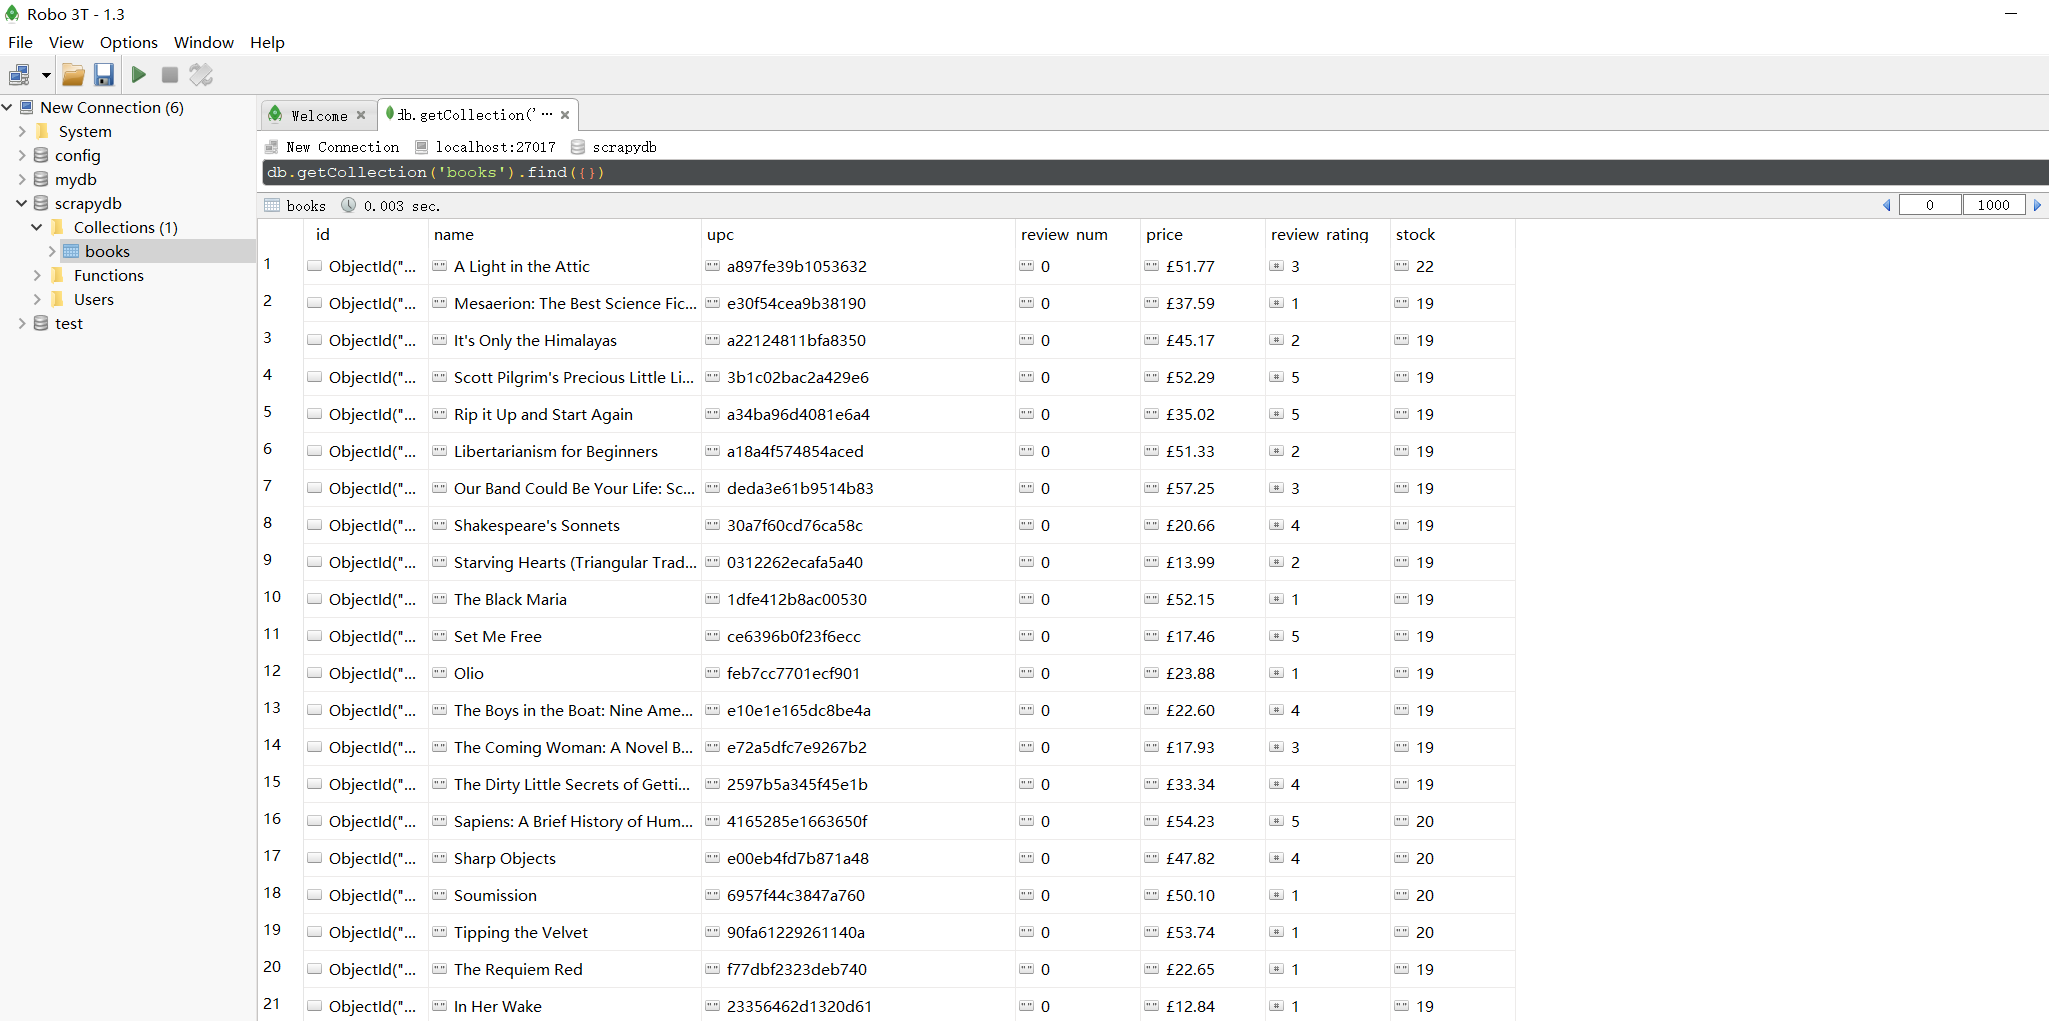 Robo 3T - 1.3
File View Options Window Help
New Connection (6)
System
config
mydb
scrapydb
Collections (1)
books
Functions
Users
test
Welcome db.getCollection(' ...
New Connection localhost:27017 scrapydb
db.getCollection('books').find({})
books 0.003 sec. 0 1000
id name upc review num price review rating stock
1 ObjectId("... A Light in the Attic a897fe39b1053632 0 £51.77 3 22
2 ObjectId("... Mesaerion: The Best Science Fic... e30f54cea9b38190 0 £37.59 1 19
3 ObjectId("... It's Only the Himalayas a22124811bfa8350 0 £45.17 2 19
4 ObjectId("... Scott Pilgrim's Precious Little Li... 3b1c02bac2a429e6 0 £52.29 5 19
5 ObjectId("... Rip it Up and Start Again a34ba96d4081e6a4 0 £35.02 5 19
6 ObjectId("... Libertarianism for Beginners a18a4f574854aced 0 £51.33 2 19
7 ObjectId("... Our Band Could Be Your Life: Sc... deda3e61b9514b83 0 £57.25 3 19
8 ObjectId("... Shakespeare's Sonnets 30a7f60cd76ca58c 0 £20.66 4 19
9 ObjectId("... Starving Hearts (Triangular Trad... 0312262ecafa5a40 0 £13.99 2 19
10 ObjectId("... The Black Maria 1dfe412b8ac00530 0 £52.15 1 19
11 ObjectId("... Set Me Free ce6396b0f23f6ecc 0 £17.46 5 19
12 ObjectId("... Olio feb7cc7701ecf901 0 £23.88 1 19
13 ObjectId("... The Boys in the Boat: Nine Ame... e10e1e165dc8be4a 0 £22.60 4 19
14 ObjectId("... The Coming Woman: A Novel B... e72a5dfc7e9267b2 0 £17.93 3 19
15 ObjectId("... The Dirty Little Secrets of Getti... 2597b5a345f45e1b 0 £33.34 4 19
16 ObjectId("... Sapiens: A Brief History of Hum... 4165285e1663650f 0 £54.23 5 20
17 ObjectId("... Sharp Objects e00eb4fd7b871a48 0 £47.82 4 20
18 ObjectId("... Soumission 6957f44c3847a760 0 £50.10 1 20
19 ObjectId("... Tipping the Velvet 90fa61229261140a 0 £53.74 1 20
20 ObjectId("... The Requiem Red f77dbf2323deb740 0 £22.65 1 19
21 ObjectId("... In Her Wake 23356462d1320d61 0 £12.84 1 19